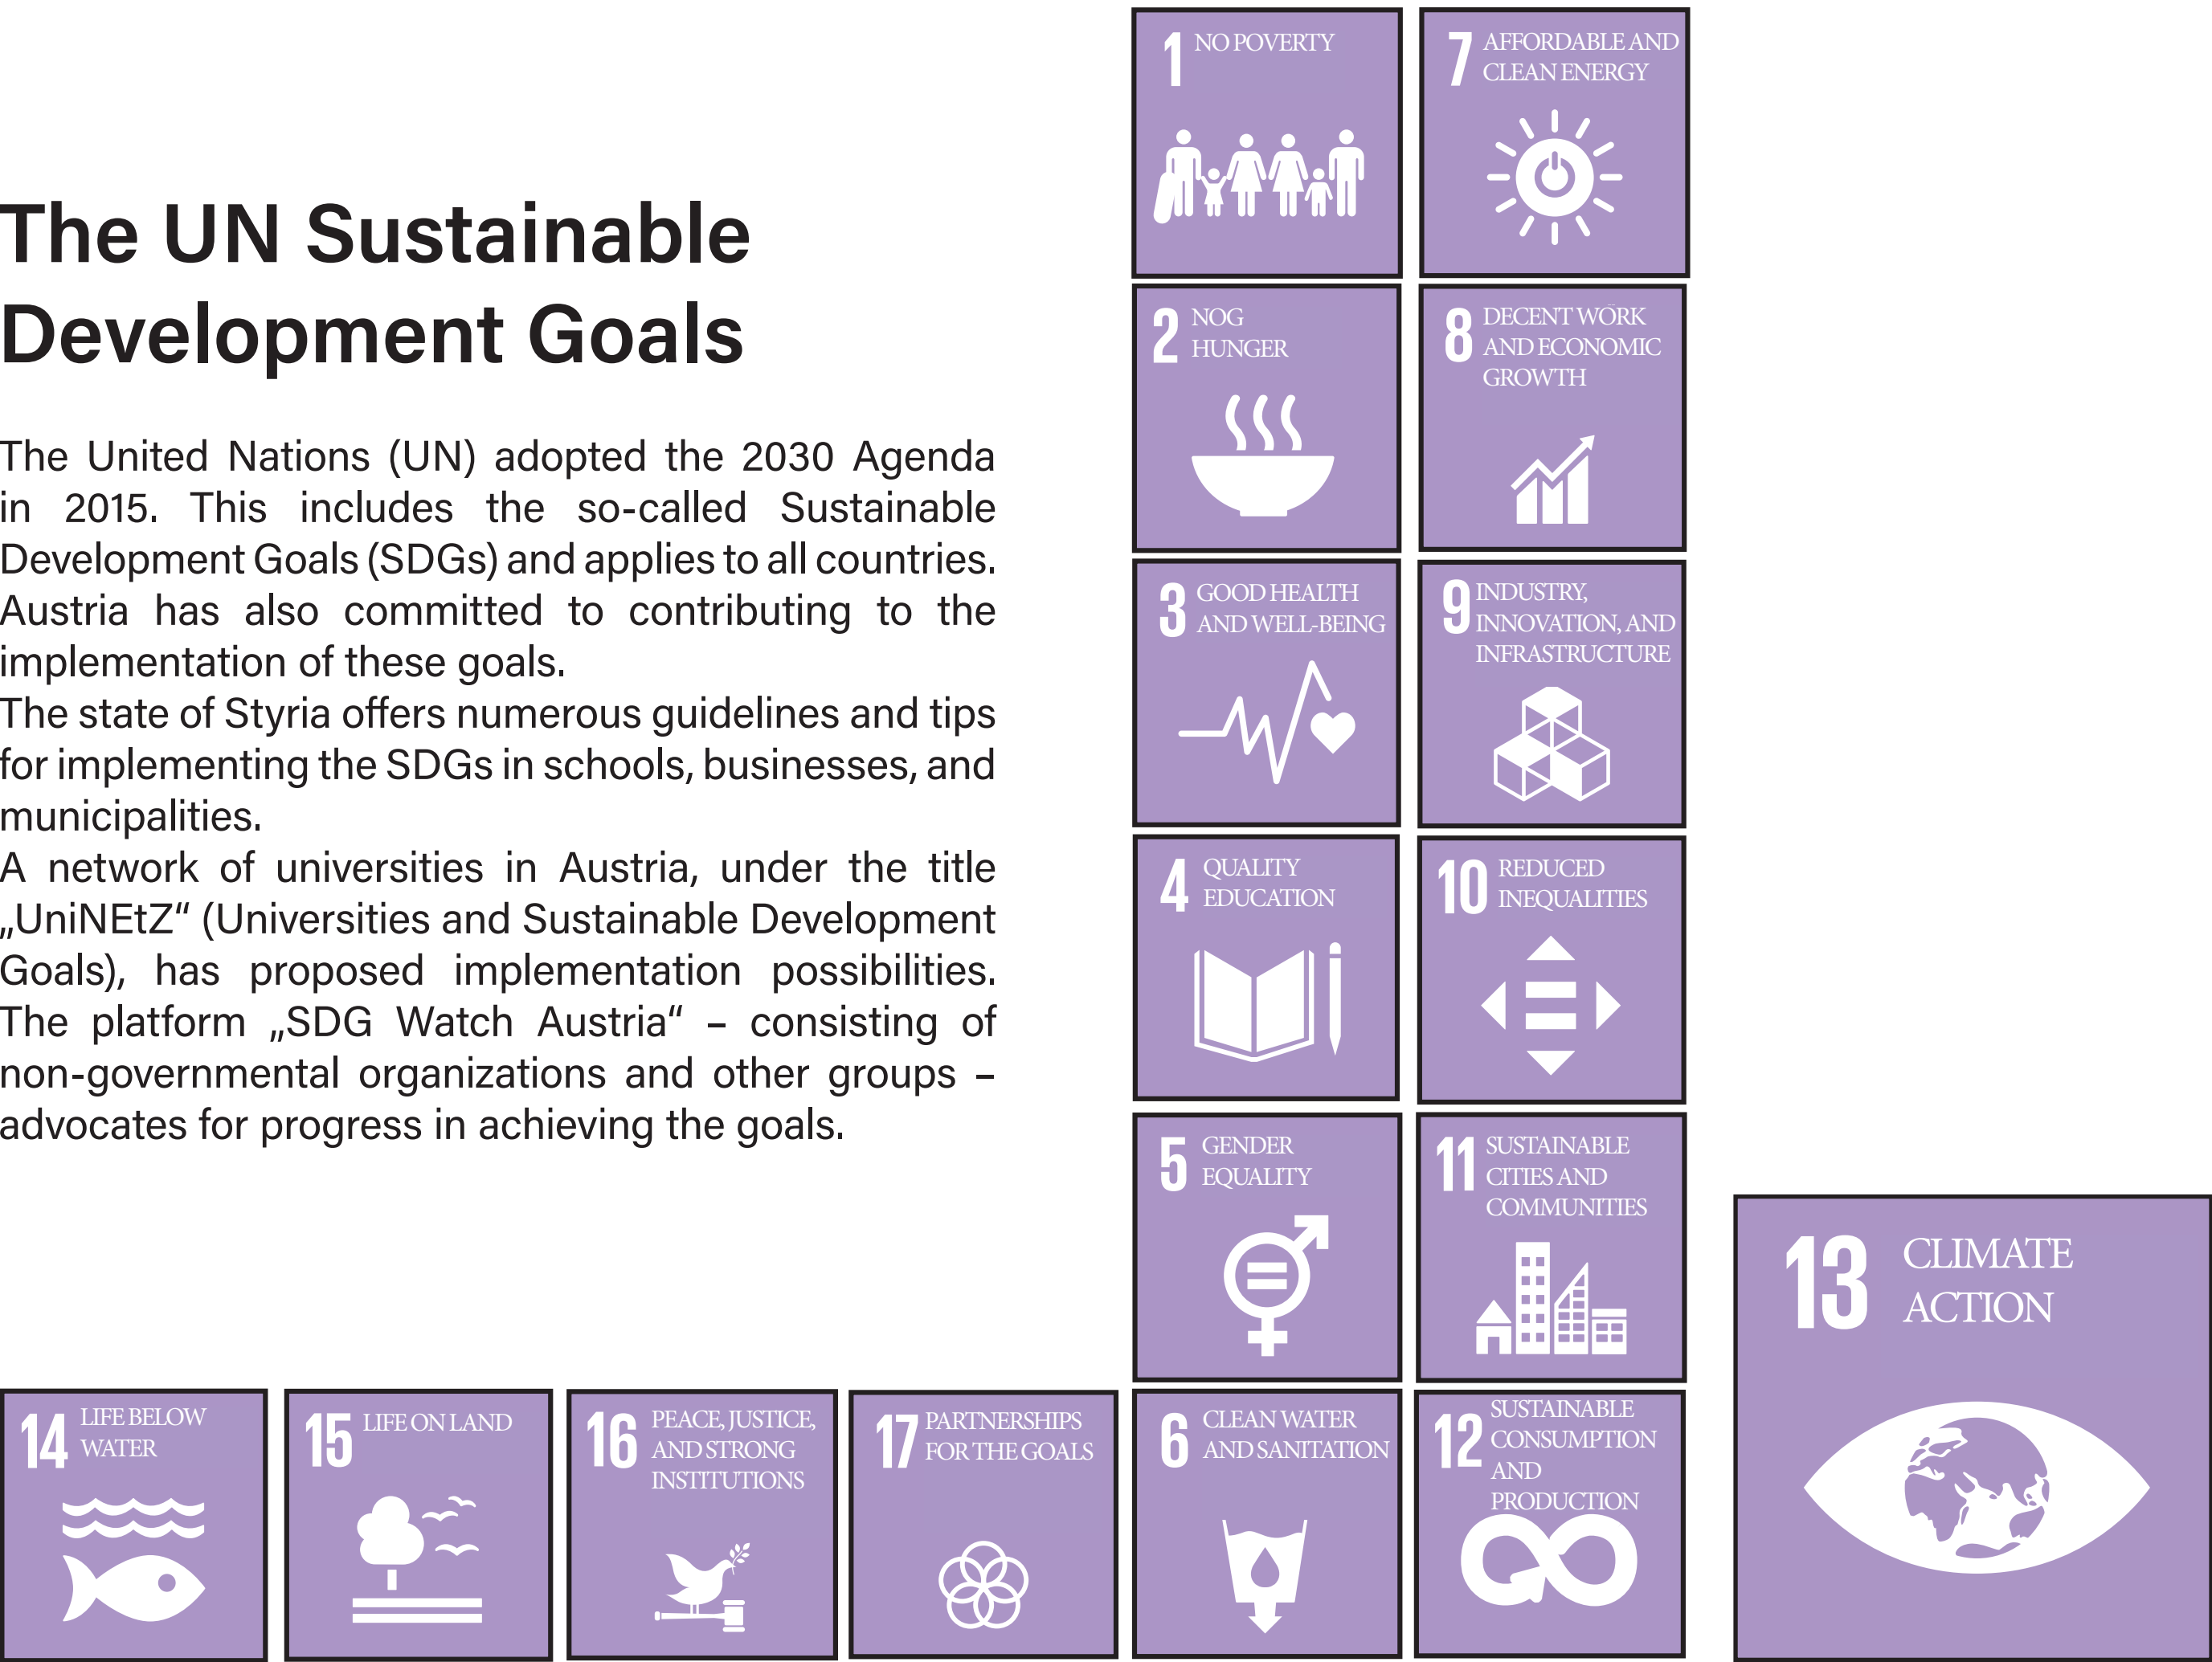 The UN Sustainable
Development Goals
The United Nations (UN) adopted the 2030 Agenda
in 2015. This includes the so-called Sustainable
Development Goals (SDGs) and applies to all countries.
Austria has also committed to contributing to the
implementation of these goals.
The state of Styria offers numerous guidelines and tips
for implementing the SDGs in schools, businesses, and
municipalities.
A network of universities in Austria, under the title
„UniNEtZ“ (Universities and Sustainable Development
Goals), has proposed implementation possibilities.
The platform „SDG Watch Austria“ – consisting of
non-governmental organizations and other groups –
advocates for progress in achieving the goals.
1 NO POVERTY
2 NOG
HUNGER
3 GOOD HEALTH
AND WELL-BEING
4 QUALITY
EDUCATION
5 GENDER
EQUALITY
6 CLEAN WATER
AND SANITATION
7 AFFORDABLE AND
CLEAN ENERGY
8 DECENT WORK
AND ECONOMIC
GROWTH
9 INDUSTRY,
INNOVATION, AND
INFRASTRUCTURE
10 REDUCED
INEQUALITIES
11 SUSTAINABLE
CITIES AND
COMMUNITIES
12 SUSTAINABLE
CONSUMPTION
AND
PRODUCTION
13 CLIMATE
ACTION
14 LIFE BELOW
WATER
15 LIFE ON LAND
16 PEACE, JUSTICE,
AND STRONG
INSTITUTIONS
17 PARTNERSHIPS
FOR THE GOALS